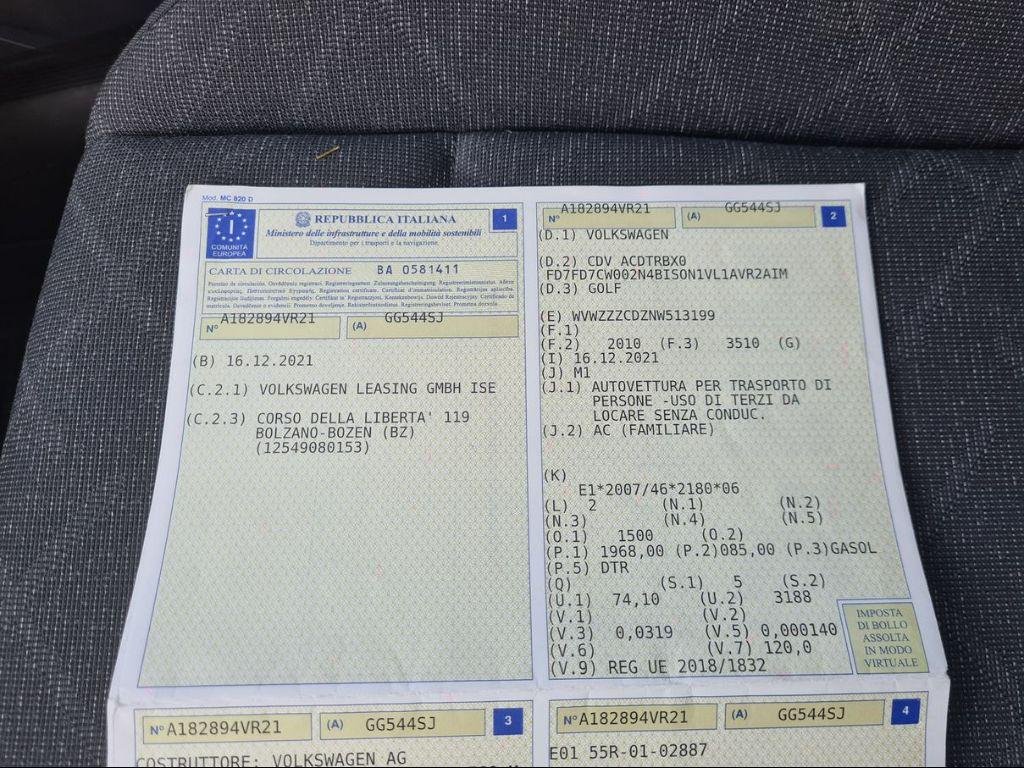 Mod. MC 820 D
I
COMUNITÀ
EUROPEA
REPUBBLICA ITALIANA
Ministero delle infrastrutture e della mobilità sostenibili
Dipartimento per i trasporti e la navigazione
1
CARTA DI CIRCOLAZIONE BA 0581411
N° A182894VR21 (A) GG544SJ
(B) 16.12.2021
(C.2.1) VOLKSWAGEN LEASING GMBH ISE
(C.2.3) CORSO DELLA LIBERTA' 119
BOLZANO-BOZEN (BZ)
(12549080153)
N° A182894VR21 (A) GG544SJ 2
(D.1) VOLKSWAGEN
(D.2) CDV ACDTRBX0
FD7FD7CW002N4BISON1VL1AVR2AIM
(D.3) GOLF
(E) WVWZZZCDZNW513199
(F.1)
(F.2) 2010 (F.3) 3510 (G)
(I) 16.12.2021
(J) M1
(J.1) AUTOVETTURA PER TRASPORTO DI
PERSONE -USO DI TERZI DA
LOCARE SENZA CONDUC.
(J.2) AC (FAMILIARE)
(K)
E1*2007/46*2180*06
(L) 2 (N.1) (N.2)
(N.3) (N.4) (N.5)
(O.1) 1500 (O.2)
(P.1) 1968,00 (P.2)085,00 (P.3)GASOL
(P.5) DTR
(Q) (S.1) 5 (S.2)
(U.1) 74,10 (U.2) 3188
(V.1) (V.2)
(V.3) 0,0319 (V.5) 0,000140
(V.6) (V.7) 120,0
(V.9) REG UE 2018/1832
IMPOSTA
DI BOLLO
ASSOLTA
IN MODO
VIRTUALE
N° A182894VR21 (A) GG544SJ 3
COSTRUTTORE: VOLKSWAGEN AG
N° A182894VR21 (A) GG544SJ 4
E01 55R-01-02887